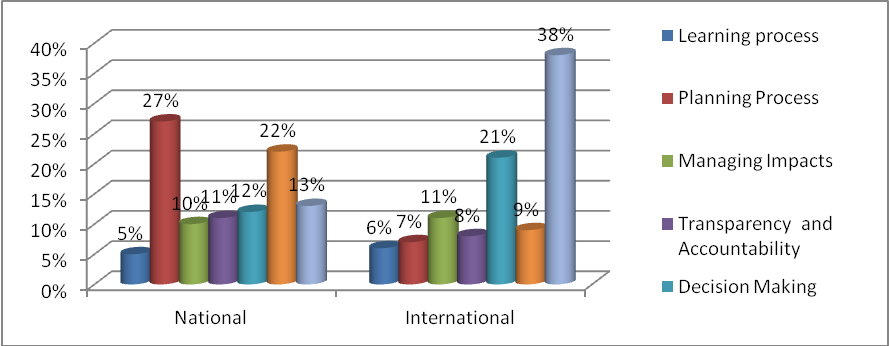 40%
35%
30%
25%
20%
15%
10%
5%
0%
5%
27%
10%
11%
12%
22%
13%
6%
7%
11%
8%
21%
9%
38%
National
International
Learning process
Planning Process
Managing Impacts
Transparency and
Accountability
Decision Making